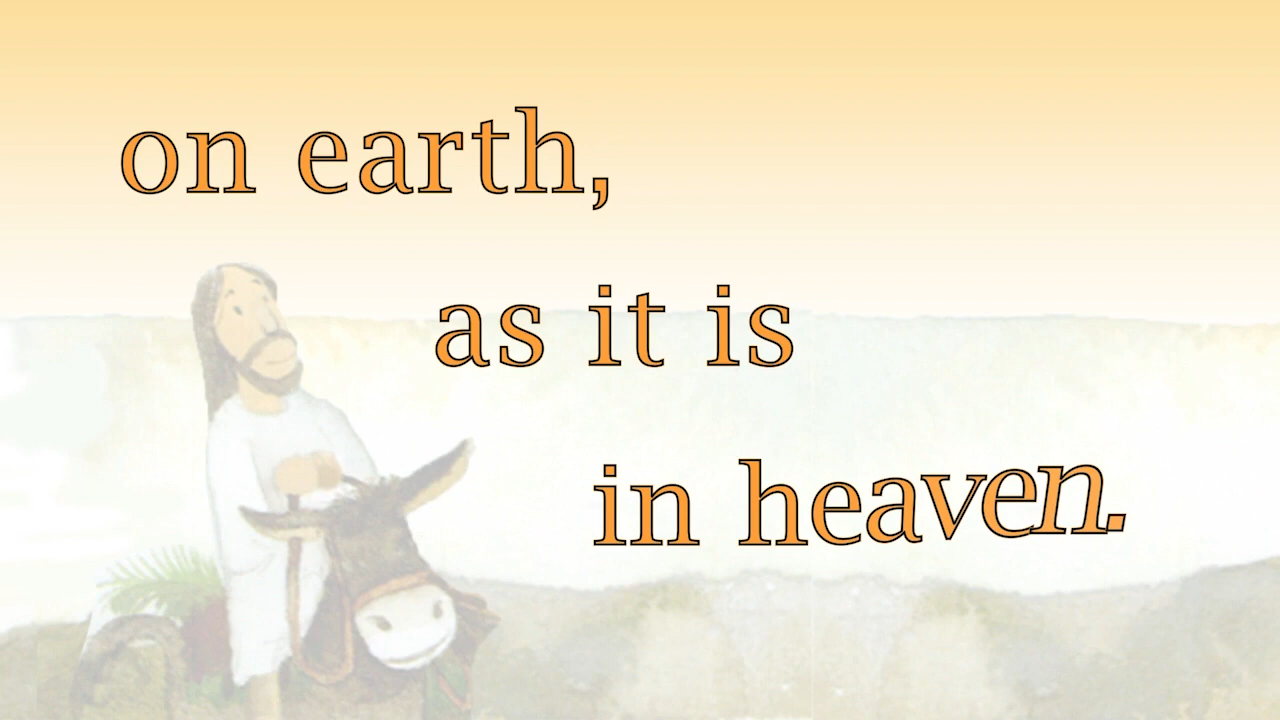 on earth,
as it is
in heaven.